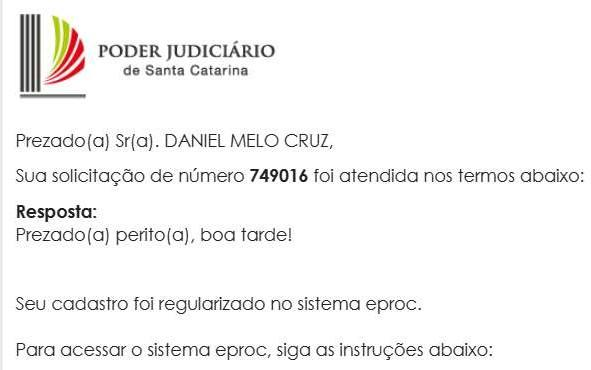 PODER JUDICIÁRIO
de Santa Catarina
Prezado(a) Sr(a). DANIEL MELO CRUZ,
Sua solicitação de número 749016 foi atendida nos termos abaixo:
Resposta:
Prezado(a) perito(a), boa tarde!
Seu cadastro foi regularizado no sistema eproc.
Para acessar o sistema eproc, siga as instruções abaixo: